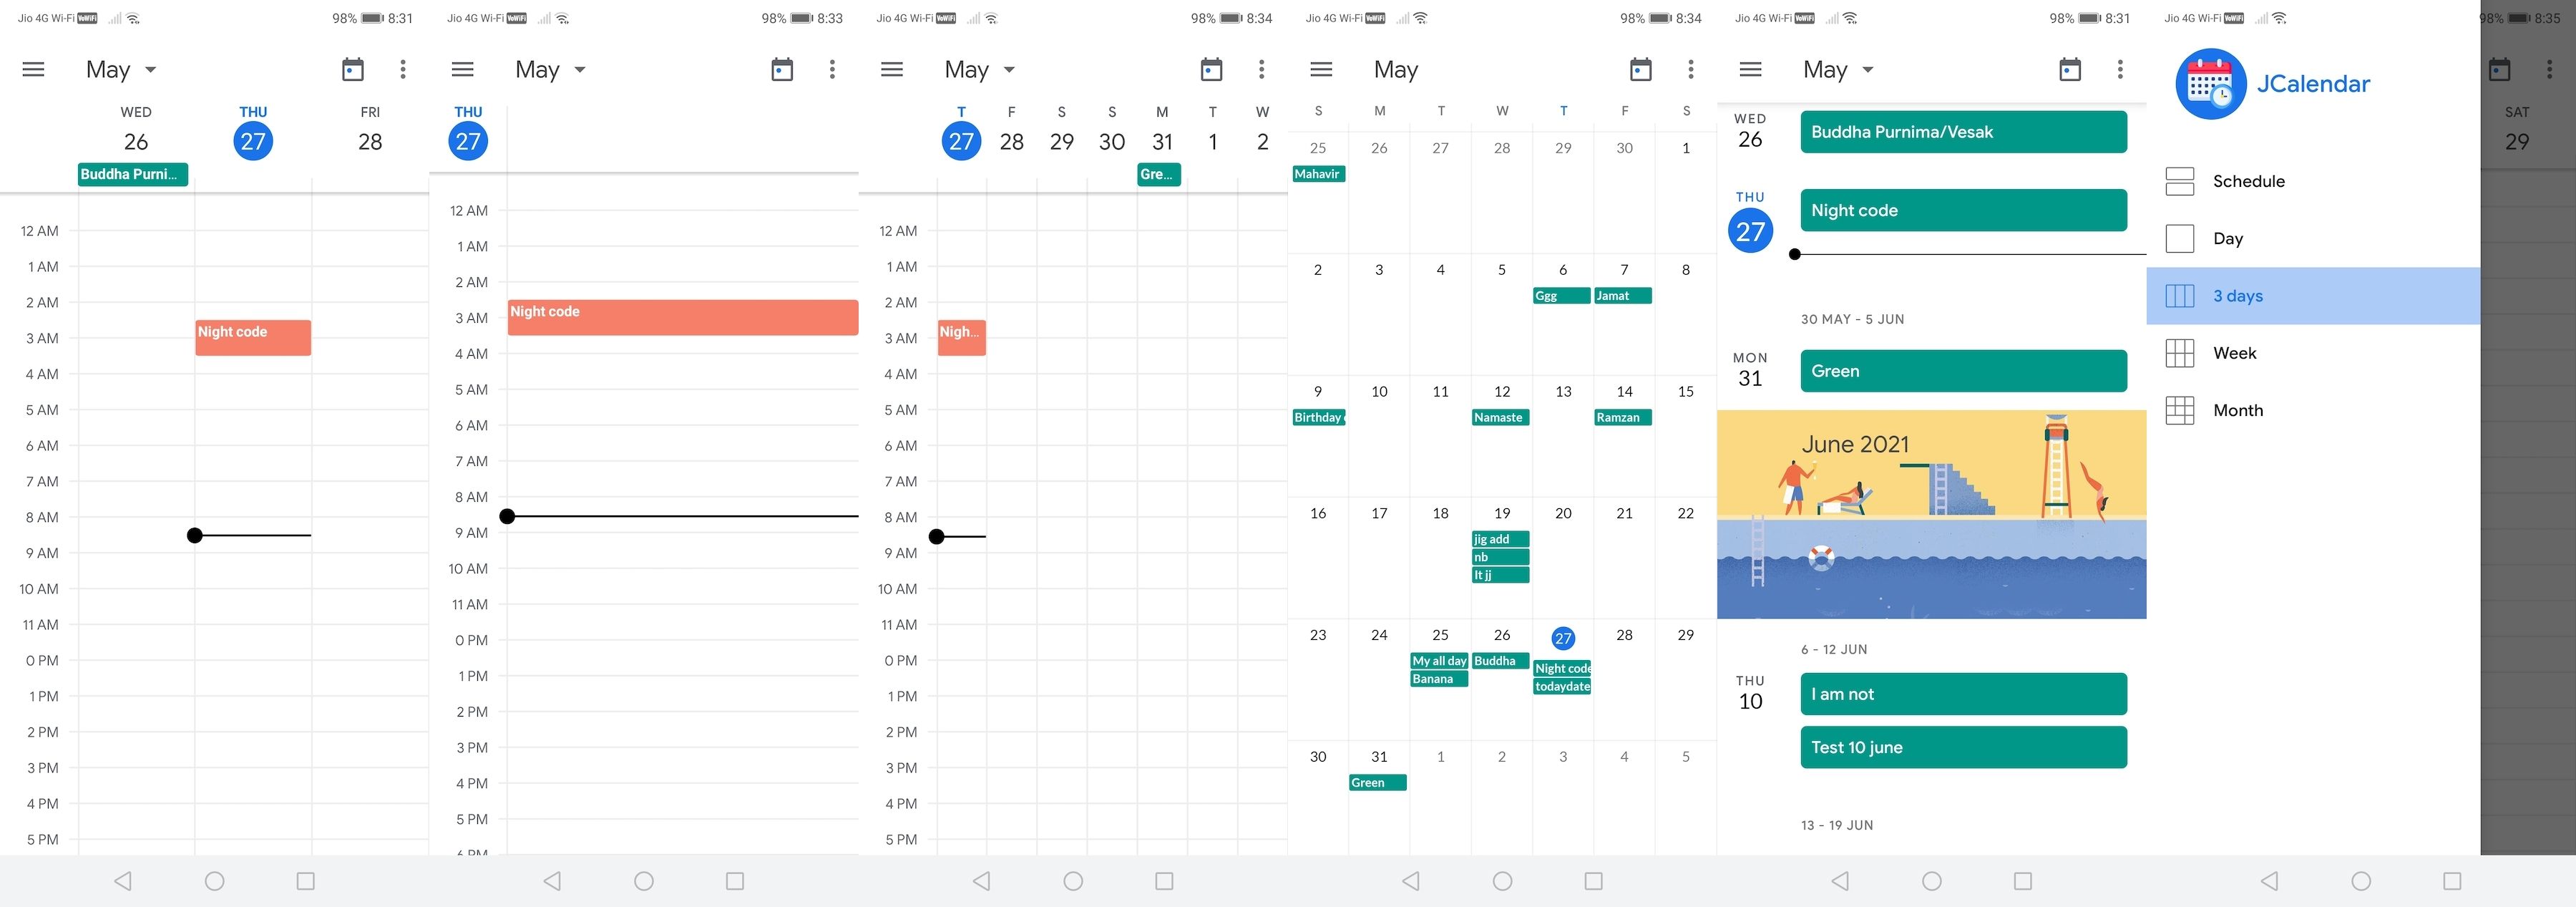 Jio 4G Wi-Fi VoWiFi 98% 8:31
May
WED THU FRI
26 27 28
Buddha Purni...
12 AM
1 AM
2 AM
Night code
3 AM
4 AM
5 AM
6 AM
7 AM
8 AM
9 AM
10 AM
11 AM
0 PM
1 PM
2 PM
3 PM
4 PM
5 PM
Jio 4G Wi-Fi VoWiFi 98% 8:33
May
THU
27
12 AM
1 AM
2 AM
Night code
3 AM
4 AM
5 AM
6 AM
7 AM
8 AM
9 AM
10 AM
11 AM
0 PM
1 PM
2 PM
3 PM
4 PM
5 PM
6 PM
Jio 4G Wi-Fi VoWiFi 98% 8:34
May
T F S S M T W
27 28 29 30 31 1 2
Gre...
12 AM
1 AM
2 AM
Nigh...
3 AM
4 AM
5 AM
6 AM
7 AM
8 AM
9 AM
10 AM
11 AM
0 PM
1 PM
2 PM
3 PM
4 PM
5 PM
Jio 4G Wi-Fi VoWiFi 98% 8:34
May
S M T W T F S
25 26 27 28 29 30 1
Mahavir
2 3 4 5 6 7 8
Ggg Jamat
9 10 11 12 13 14 15
Birthday Namaste Ramzan
16 17 18 19 20 21 22
jig add
nb
It jj
23 24 25 26 27 28 29
My all day Buddha Night code
Banana todaydate
30 31 1 2 3 4 5
Green
Jio 4G Wi-Fi VoWiFi 98% 8:31
May
WED
26
Buddha Purnima/Vesak
THU
27
Night code
30 MAY - 5 JUN
MON
31
Green
June 2021
6 - 12 JUN
THU
10
I am not
Test 10 june
13 - 19 JUN
Jio 4G Wi-Fi VoWiFi 98% 8:35
JCalendar
SAT
29
Schedule
Day
3 days
Week
Month